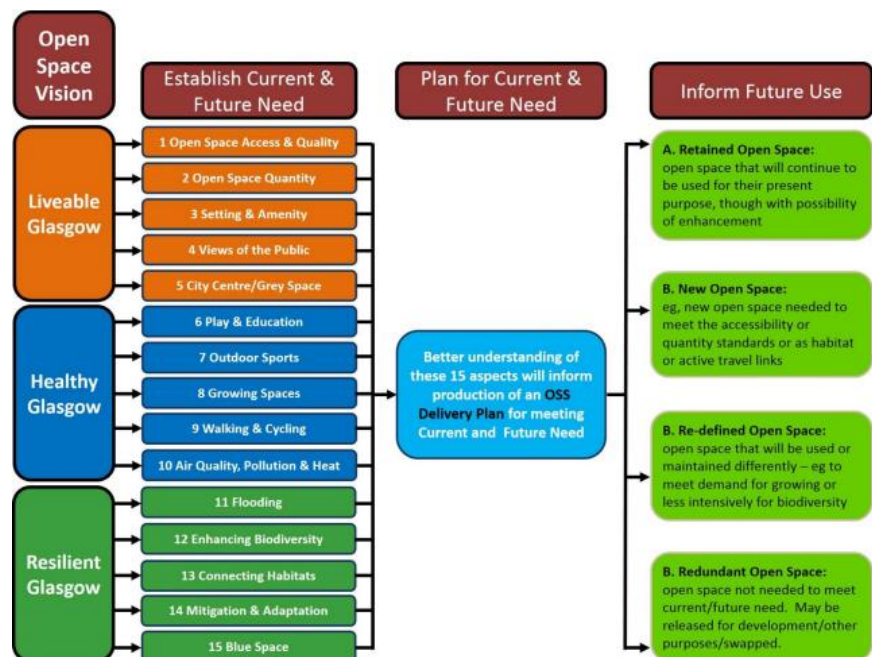 Open
Space
Vision
Establish Current &
Future Need
Plan for Current &
Future Need
Inform Future Use
Liveable
Glasgow
1 Open Space Access & Quality
2 Open Space Quantity
3 Setting & Amenity
4 Views of the Public
5 City Centre/Grey Space
Healthy
Glasgow
6 Play & Education
7 Outdoor Sports
8 Growing Spaces
9 Walking & Cycling
10 Air Quality, Pollution & Heat
Resilient
Glasgow
11 Flooding
12 Enhancing Biodiversity
13 Connecting Habitats
14 Mitigation & Adaptation
15 Blue Space
Better understanding of
these 15 aspects will inform
production of an OSS
Delivery Plan for meeting
Current and Future Need
A. Retained Open Space:
open space that will continue to
be used for their present
purpose, though with possibility
of enhancement
B. New Open Space:
eg, new open space needed to
meet the accessibility or
quantity standards or as habitat
or active travel links
B. Re-defined Open Space:
open space that will be used or
maintained differently – eg to
meet demand for growing or
less intensively for biodiversity
B. Redundant Open Space:
open space not needed to meet
current/future need. May be
released for development/other
purposes/swapped.